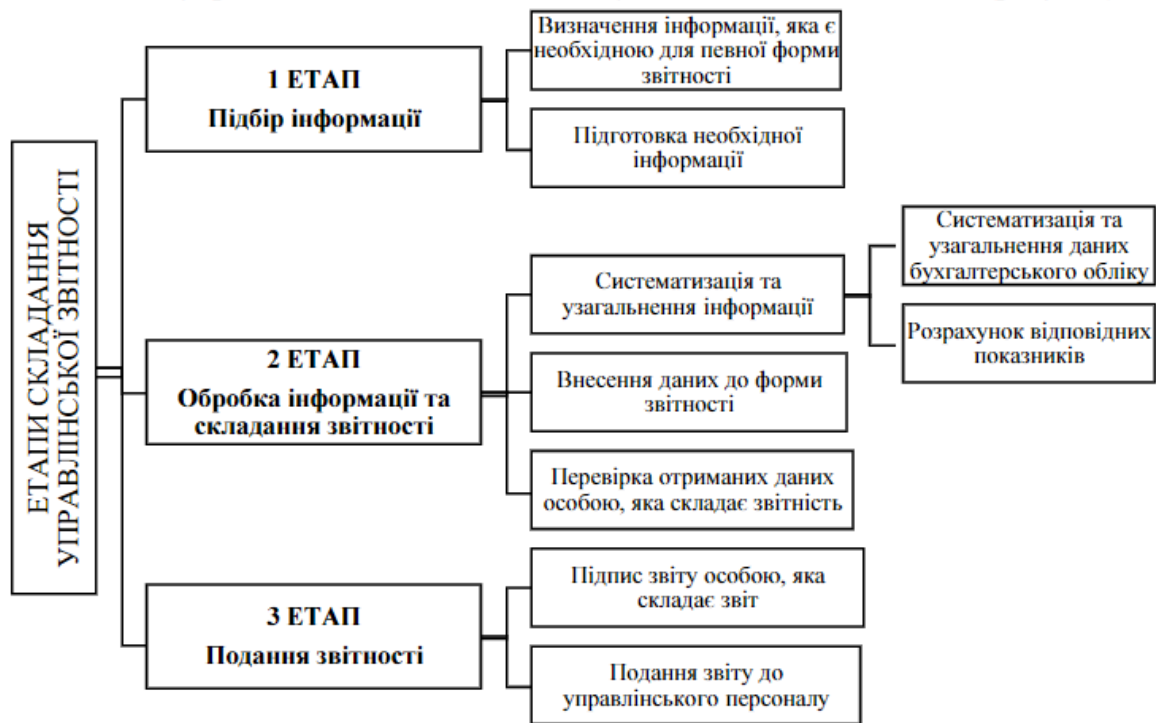 ЕТАПИ СКЛАДАННЯ
УПРАВЛІНСЬКОЇ ЗВІТНОСТІ
1 ЕТАП
Підбір інформації
Визначення інформації, яка є
необхідною для певної форми
звітності
Підготовка необхідної
інформації
2 ЕТАП
Обробка інформації та
складання звітності
Систематизація та
узагальнення інформації
Систематизація та
узагальнення даних
бухгалтерського обліку
Розрахунок відповідних
показників
Внесення даних до форми
звітності
Перевірка отриманих даних
особою, яка складає звітність
3 ЕТАП
Подання звітності
Підпис звіту особою, яка
складає звіт
Подання звіту до
управлінського персоналу